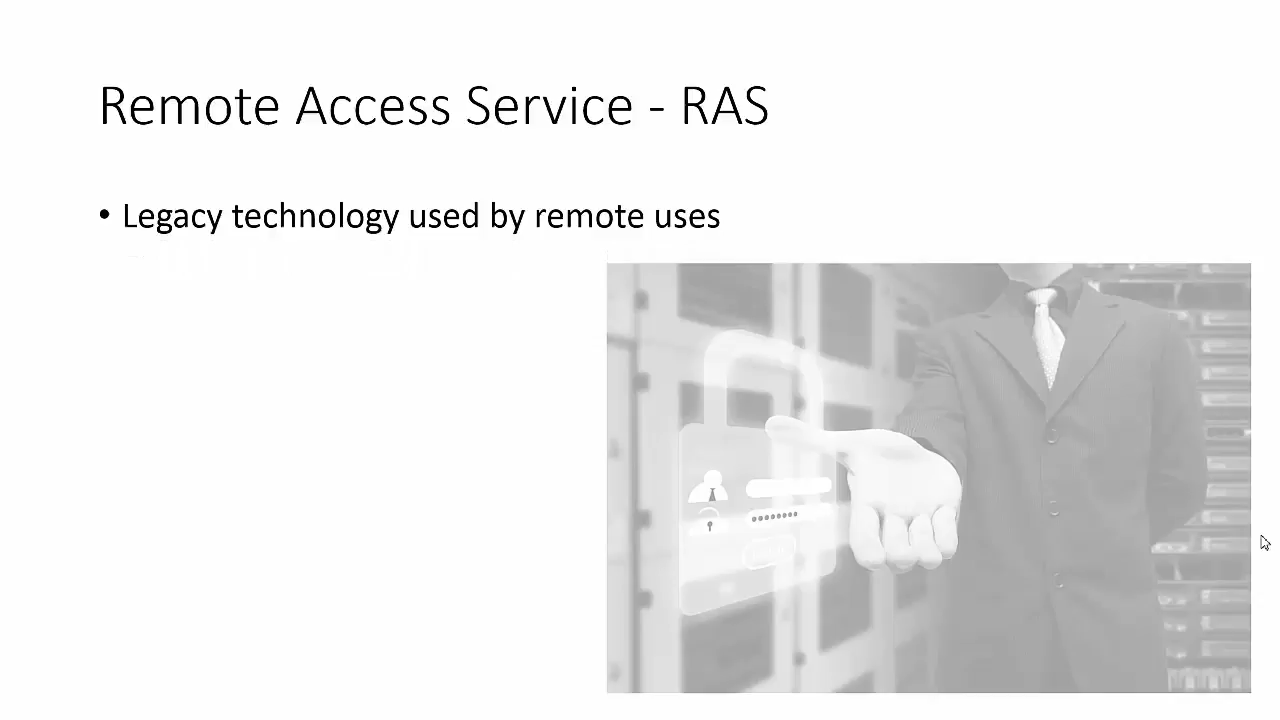 Remote Access Service - RAS
• Legacy technology used by remote uses